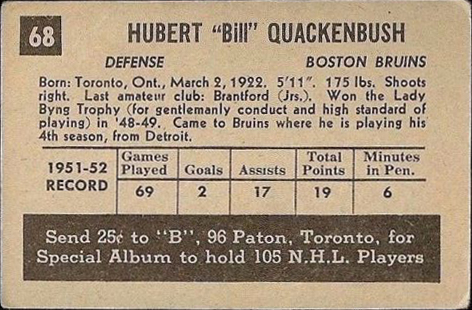 68
HUBERT "Bill" QUACKENBUSH
DEFENSE BOSTON BRUINS
Born: Toronto, Ont., March 2, 1922. 5'11". 175 lbs. Shoots
right. Last amateur club: Brantford (Jrs.). Won the Lady
Byng Trophy (for gentlemanly conduct and high standard of
playing) in '48-49. Came to Bruins where he is playing his
4th season, from Detroit.
1951-52 RECORD
Games Played Goals Assists Total Points Minutes in Pen.
69 2 17 19 6
Send 25¢ to "B", 96 Paton, Toronto, for
Special Album to hold 105 N.H.L. Players